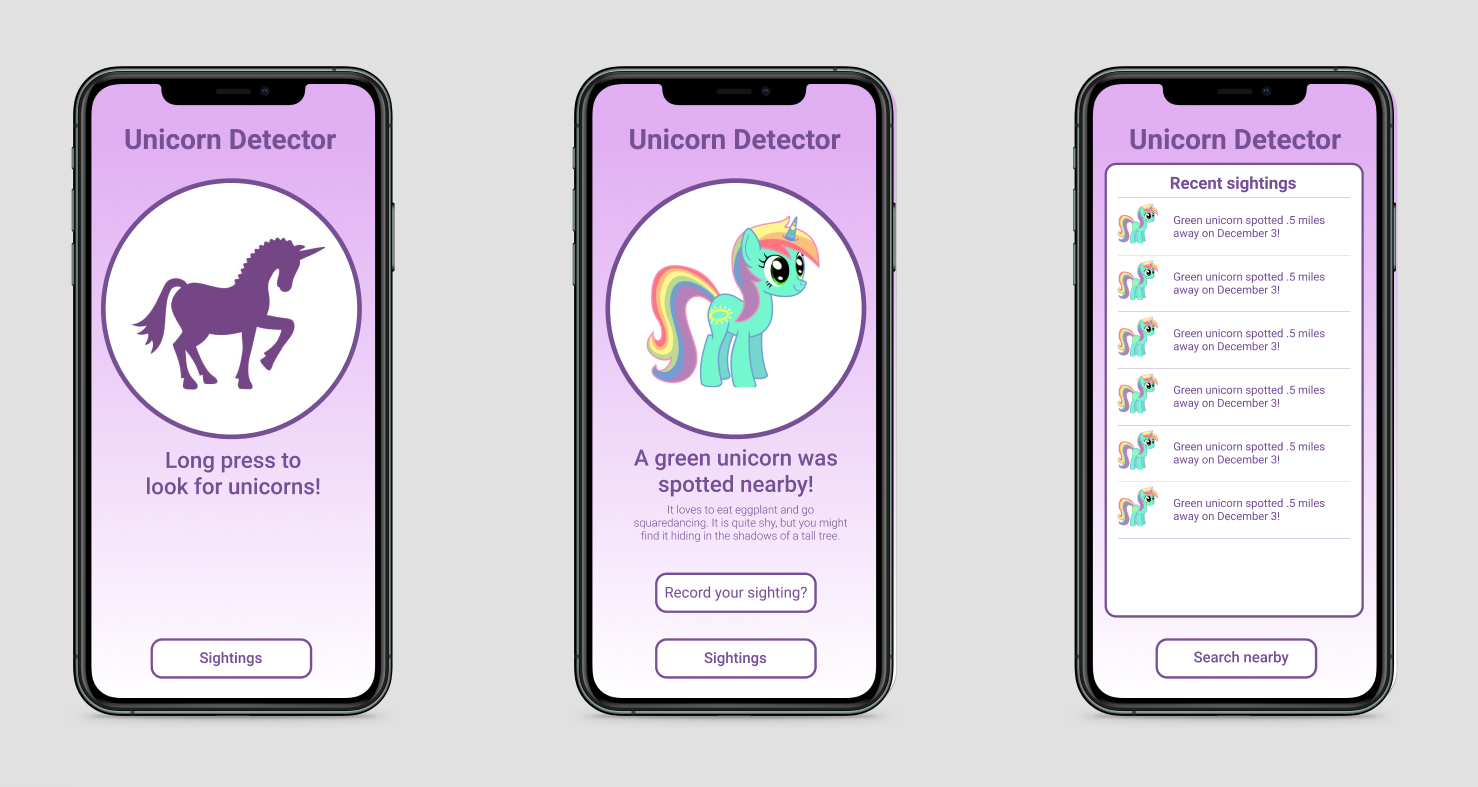 Unicorn Detector
Long press to
look for unicorns!
Sightings
Unicorn Detector
A green unicorn was
spotted nearby!
It loves to eat eggplant and go
squaredancing. It is quite shy, but you might
find it hiding in the shadows of a tall tree.
Record your sighting?
Sightings
Unicorn Detector
Recent sightings
Green unicorn spotted .5 miles
away on December 3!
Green unicorn spotted .5 miles
away on December 3!
Green unicorn spotted .5 miles
away on December 3!
Green unicorn spotted .5 miles
away on December 3!
Green unicorn spotted .5 miles
away on December 3!
Green unicorn spotted .5 miles
away on December 3!
Search nearby